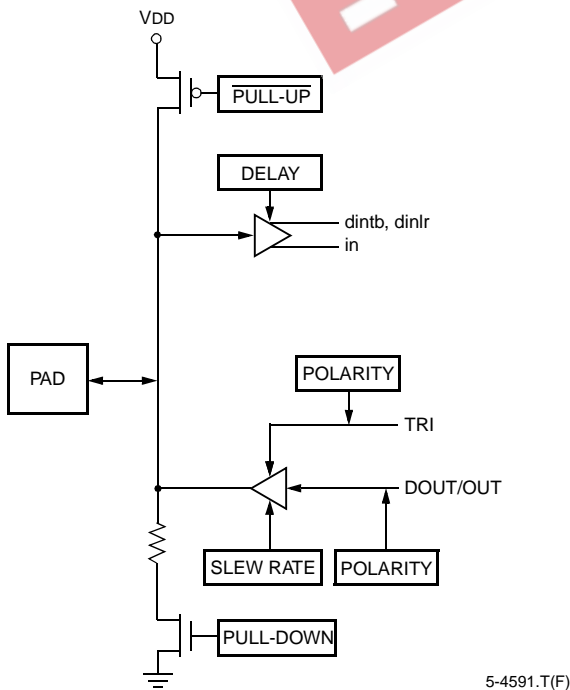 VDD
PULL-UP
DELAY
dintb, dinlr
in
PAD
POLARITY
TRI
DOUT/OUT
SLEW RATE
POLARITY
PULL-DOWN
5-4591.T(F)